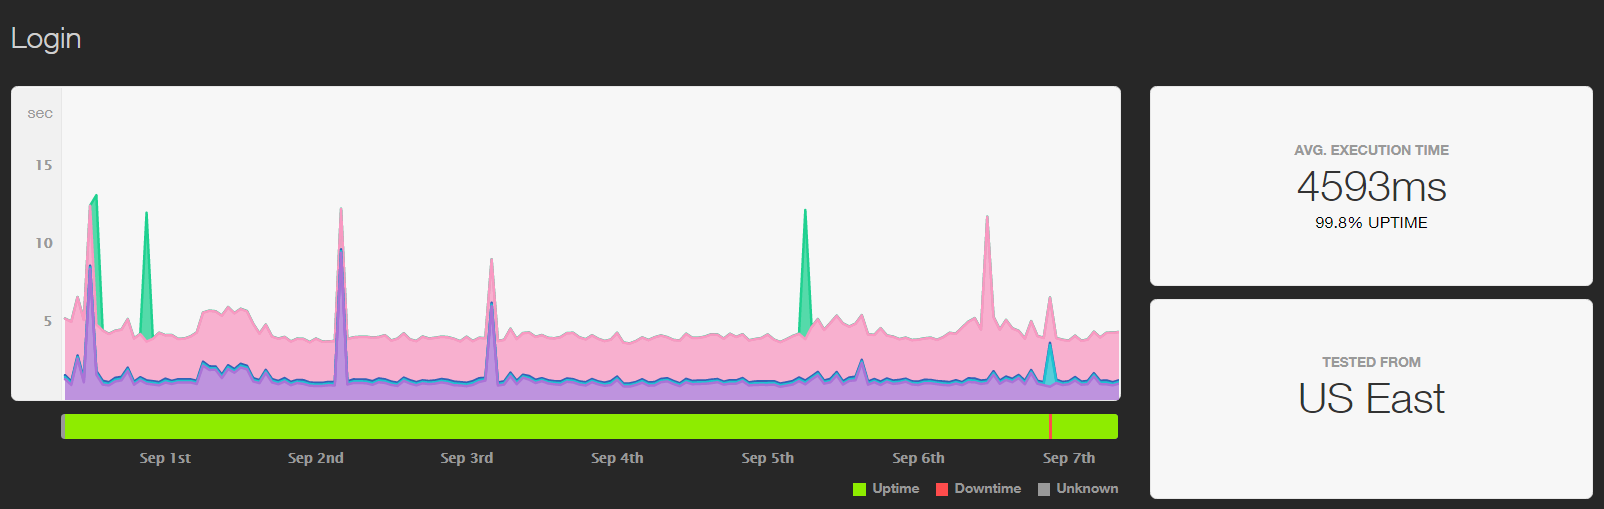 Login
sec
15
10
5
Sep 1st Sep 2nd Sep 3rd Sep 4th Sep 5th Sep 6th Sep 7th
Uptime Downtime Unknown
AVG. EXECUTION TIME
4593ms
99.8% UPTIME
TESTED FROM
US East